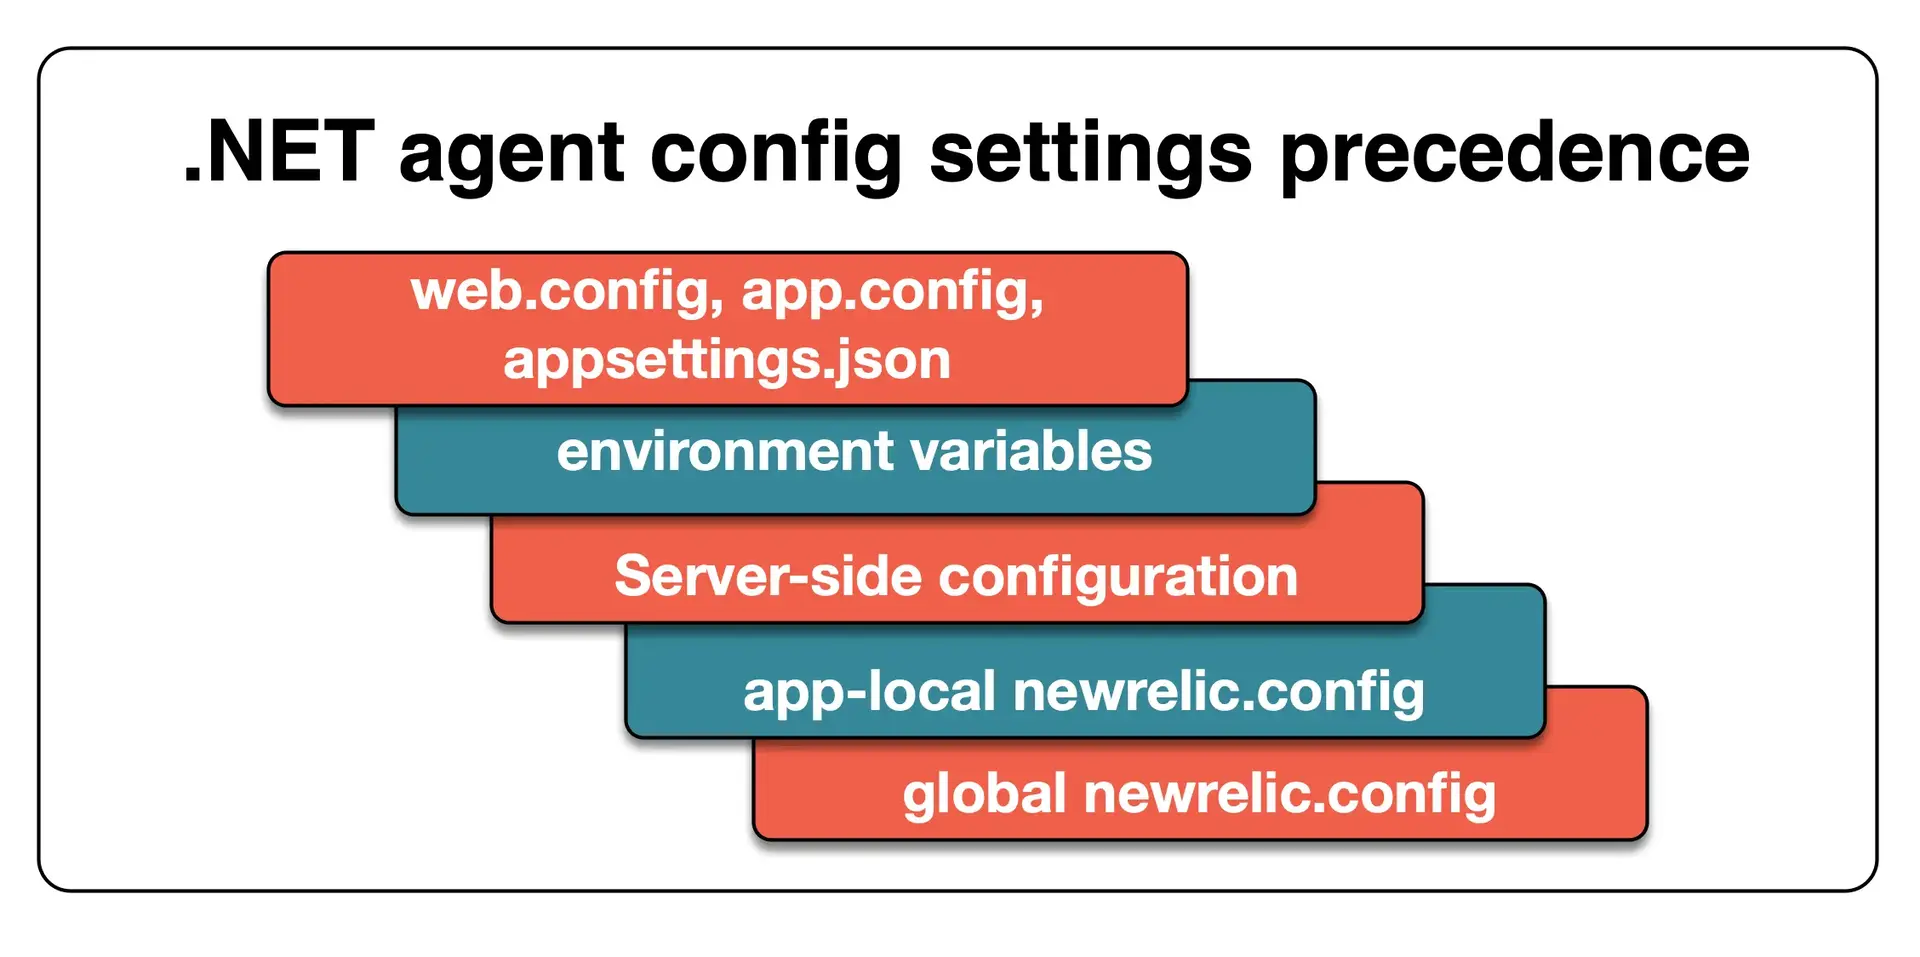 .NET agent config settings precedence
web.config, app.config,
appsettings.json
environment variables
Server-side configuration
app-local newrelic.config
global newrelic.config